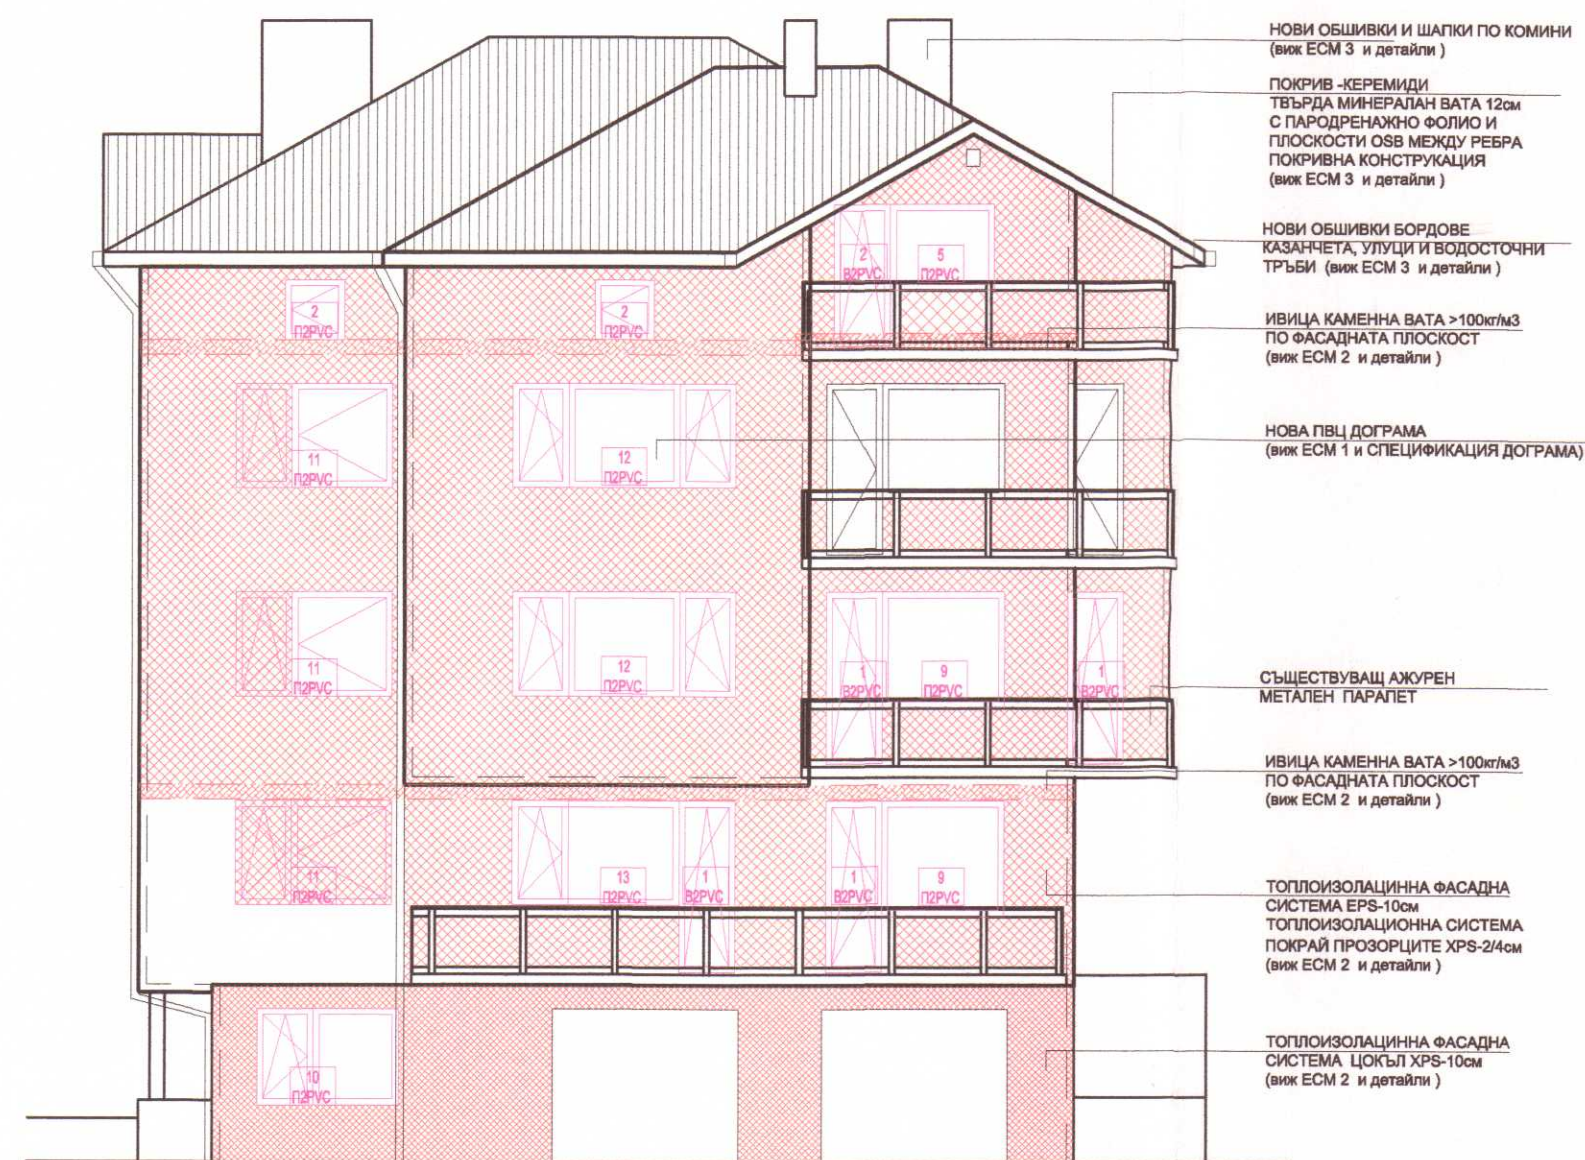 НОВИ ОБШИВКИ И ШАПКИ ПО КОМИНИ
(виж ЕСМ 3 и детайли )
ПОКРИВ -КЕРЕМИДИ
ТВЪРДА МИНЕРАЛАН ВАТА 12см
С ПАРОДРЕНАЖНО ФОЛИО И
ПЛОСКОСТИ OSB МЕЖДУ РЕБРА
ПОКРИВНА КОНСТРУКАЦИЯ
(виж ЕСМ 3 и детайли )
НОВИ ОБШИВКИ БОРДОВЕ
КАЗАНЧЕТА, УЛУЦИ И ВОДОСТОЧНИ
ТРЪБИ (виж ЕСМ 3 и детайли )
ИВИЦА КАМЕННА ВАТА >100кг/м3
ПО ФАСАДНАТА ПЛОСКОСТ
(виж ЕСМ 2 и детайли )
НОВА ПВЦ ДОГРАМА
(виж ЕСМ 1 и СПЕЦИФИКАЦИЯ ДОГРАМА)
СЪЩЕСТВУВАЩ АЖУРЕН
МЕТАЛЕН ПАРАПЕТ
ИВИЦА КАМЕННА ВАТА >100кг/м3
ПО ФАСАДНАТА ПЛОСКОСТ
(виж ЕСМ 2 и детайли )
ТОПЛОИЗОЛАЦИННА ФАСАДНА
СИСТЕМА EPS-10см
ТОПЛОИЗОЛАЦИОННА СИСТЕМА
ПОКРАЙ ПРОЗОРЦИТЕ XPS-2/4см
(виж ЕСМ 2 и детайли )
ТОПЛОИЗОЛАЦИННА ФАСАДНА
СИСТЕМА ЦОКЪЛ XPS-10см
(виж ЕСМ 2 и детайли )
2
В2PVC
5
П2PVC
2
П2PVC
2
П2PVC
11
П2PVC
12
П2PVC
11
П2PVC
12
П2PVC
1
В2PVC
9
П2PVC
1
В2PVC
11
П2PVC
13
П2PVC
1
В2PVC
1
В2PVC
9
П2PVC
10
П2PVC